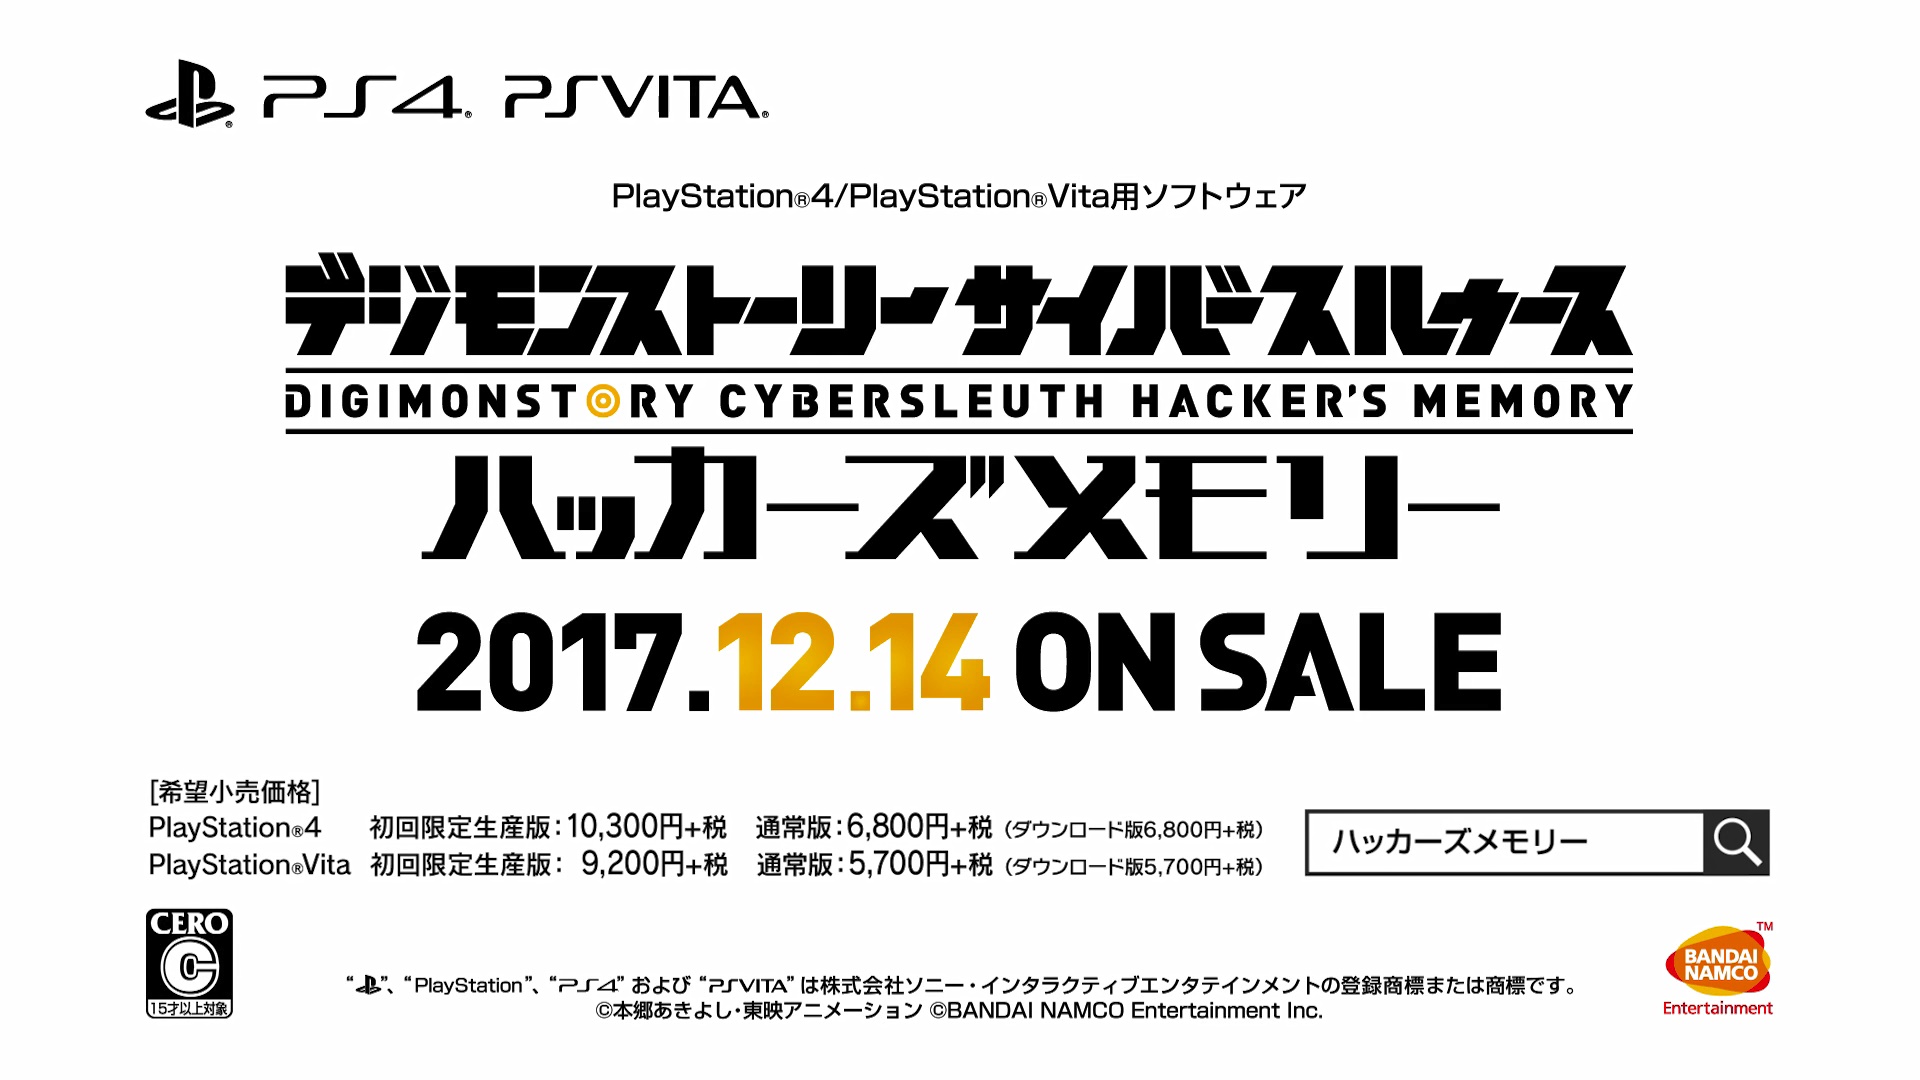 PS4® PSVITA®
PlayStation®4/PlayStation®Vita用ソフトウェア
デジモンストーリー サイバースルゥース
DIGIMONSTORY CYBERSLEUTH HACKER'S MEMORY
ハッカーズメモリー
2017.12.14 ON SALE
[希望小売価格]
PlayStation®4 初回限定生産版:10,300円+税 通常版:6,800円+税 (ダウンロード版6,800円+税)
PlayStation®Vita 初回限定生産版: 9,200円+税 通常版:5,700円+税 (ダウンロード版5,700円+税)
ハッカーズメモリー
CERO
C
15才以上対象
“PS”、“PlayStation”、“PS4” および “PSVITA” は株式会社ソニー・インタラクティブエンタテインメントの登録商標または商標です。
©本郷あきよし・東映アニメーション ©BANDAI NAMCO Entertainment Inc.
BANDAI
NAMCO
TM
Entertainment